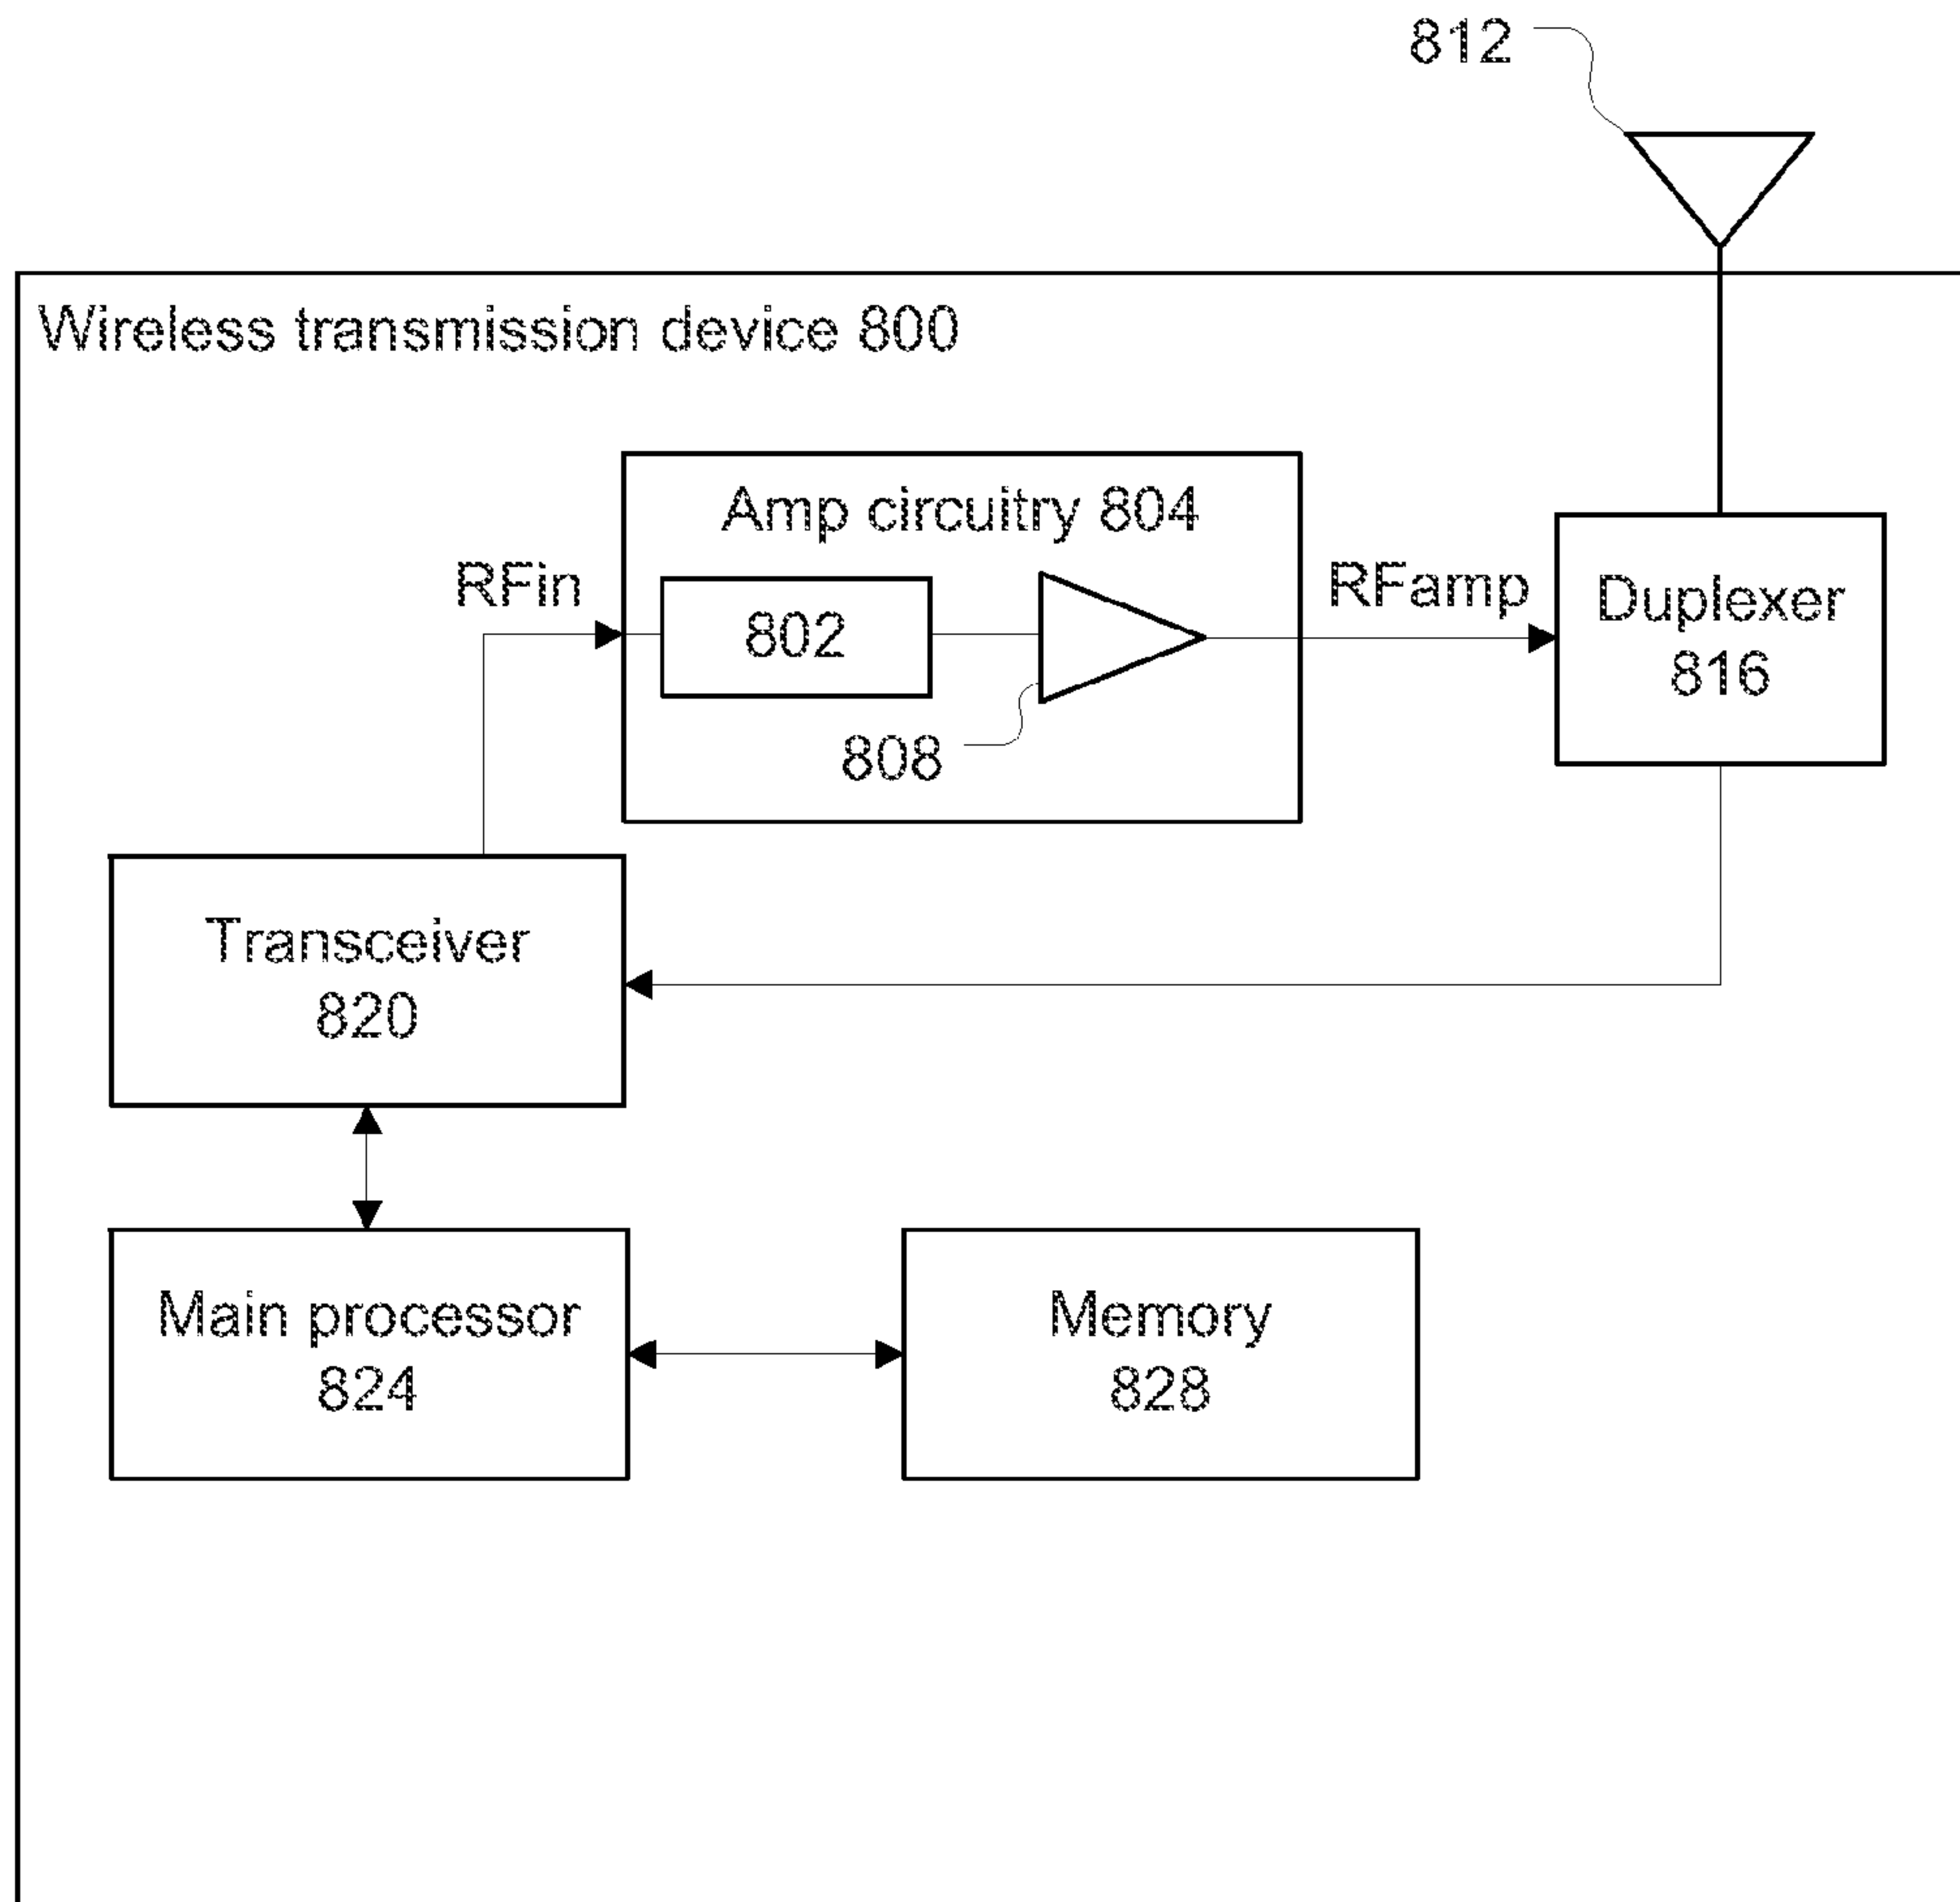 812
Wireless transmission device 800
Amp circuitry 804
RFin
802
808
RFamp
Duplexer
816
Transceiver
820
Main processor
824
Memory
828